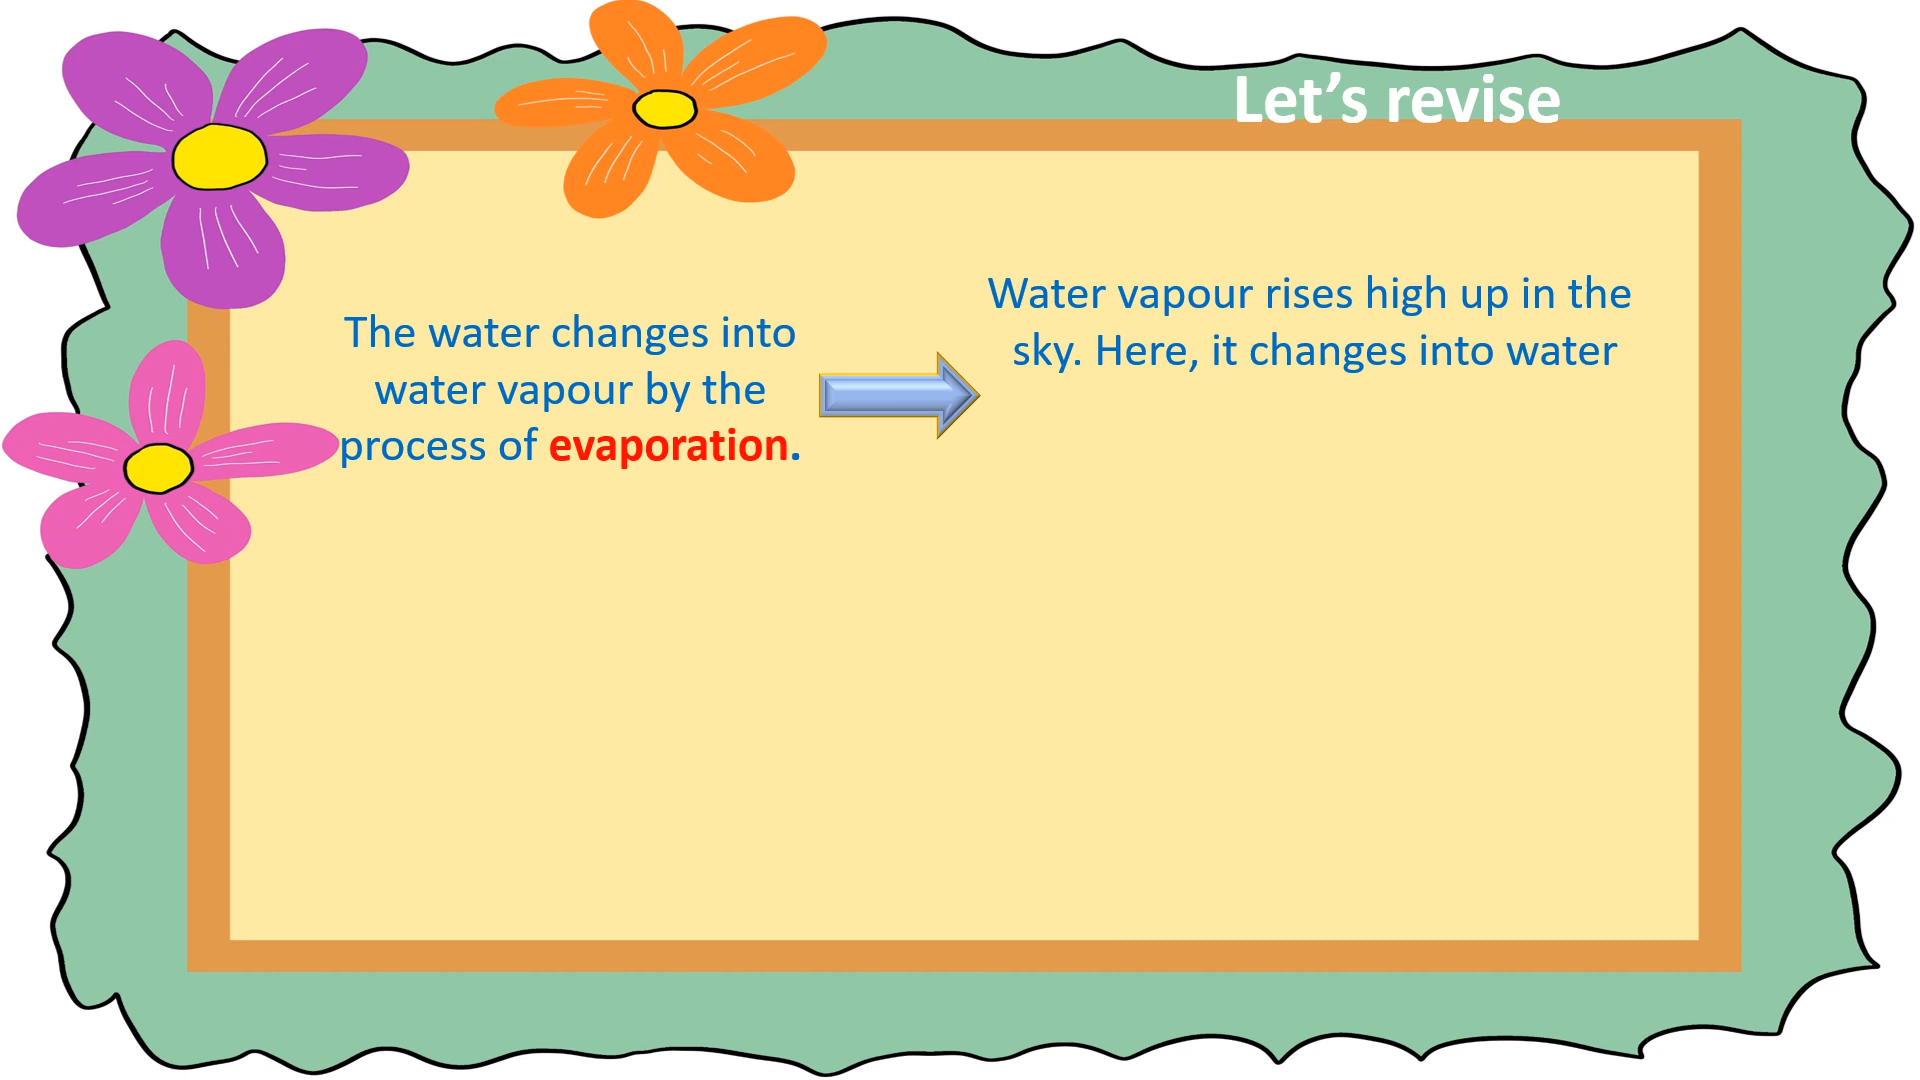 Let’s revise
The water changes into
water vapour by the
process of evaporation.
Water vapour rises high up in the
sky. Here, it changes into water